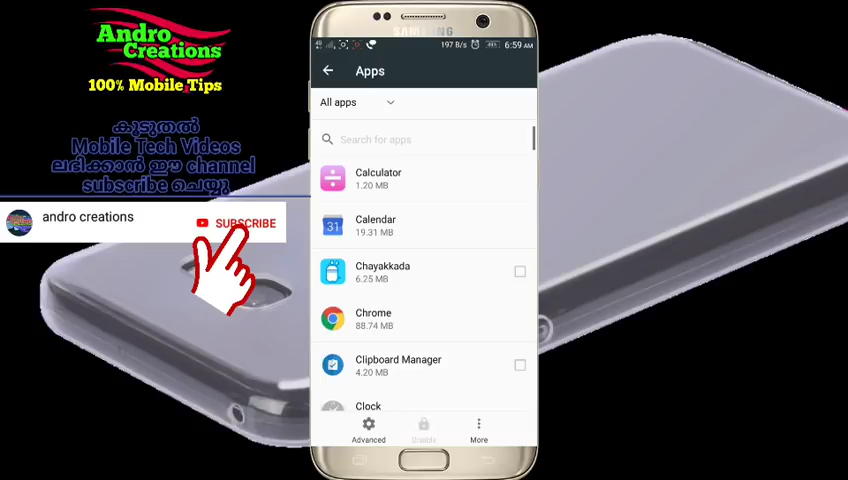 Andro
Creations
100% Mobile Tips
കൂടുതൽ
Mobile Tech Videos
ലഭിക്കാൻ ഈ channel
subscribe ചെയ്യൂ
andro creations
SUBSCRIBE
SAMSUNG
197 B/s 6:59 AM
Apps
All apps
Search for apps
Calculator
1.20 MB
Calendar
31
19.31 MB
Chayakkada
6.25 MB
Chrome
88.74 MB
Clipboard Manager
4.20 MB
Clock
Advanced
Disable
More